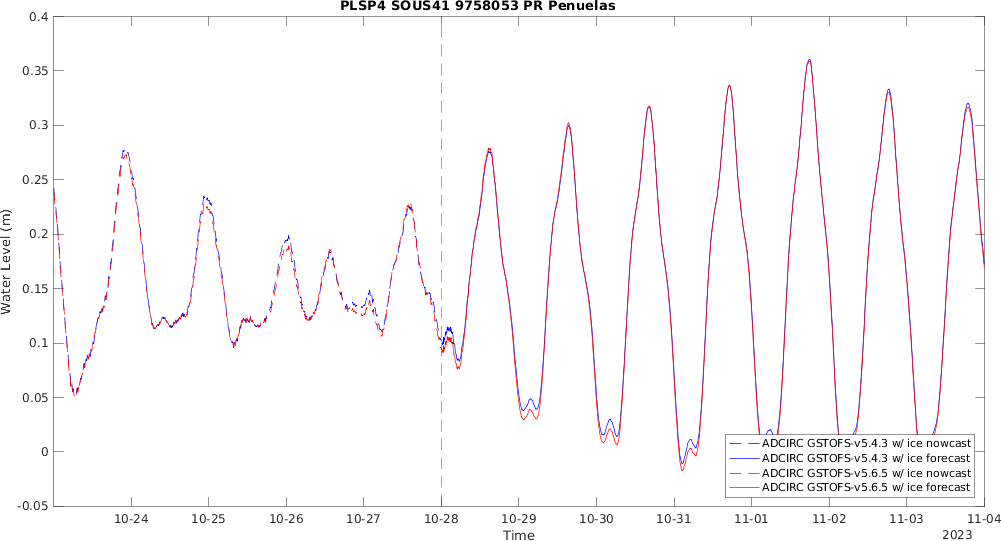 PLSP4 SOUS41 9758053 PR Penuelas
0.4
0.35
0.3
0.25
0.2
0.15
0.1
0.05
0
-0.05
Water Level (m)
ADCIRC GSTOFS-v5.4.3 w/ ice nowcast
ADCIRC GSTOFS-v5.4.3 w/ ice forecast
ADCIRC GSTOFS-v5.6.5 w/ ice nowcast
ADCIRC GSTOFS-v5.6.5 w/ ice forecast
10-24 10-25 10-26 10-27 10-28 10-29 10-30 10-31 11-01 11-02 11-03 11-04
Time
2023